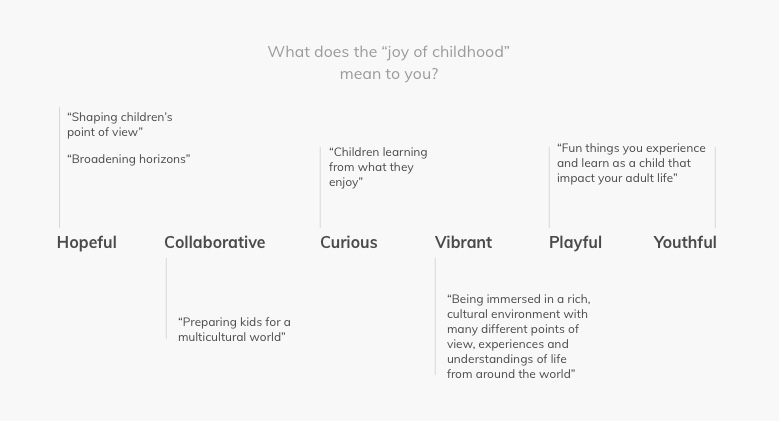 What does the “joy of childhood”
mean to you?
“Shaping children’s
point of view”
“Broadening horizons”
“Children learning
from what they
enjoy”
“Fun things you experience
and learn as a child that
impact your adult life”
Hopeful
Collaborative
Curious
Vibrant
Playful
Youthful
“Preparing kids for a
multicultural world”
“Being immersed in a rich,
cultural environment with
many different points of
view, experiences and
understandings of life
from around the world”